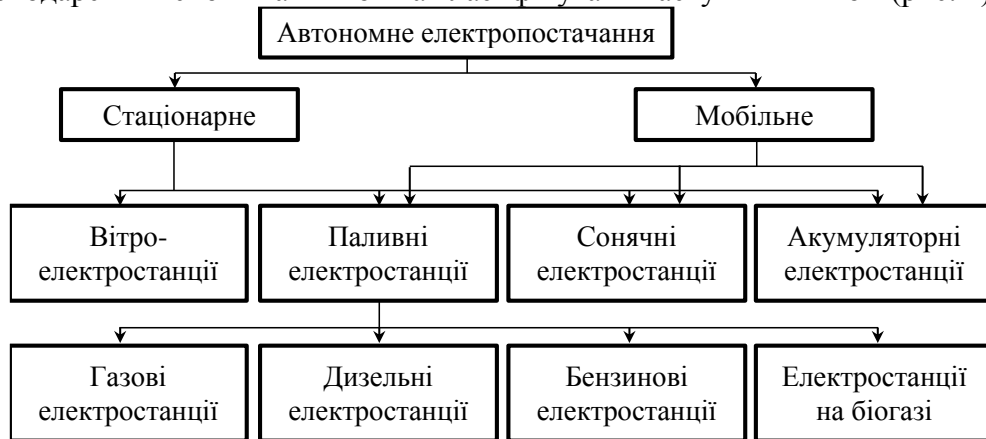 Автономне електропостачання
Стаціонарне
Мобільне
Вітро-
електростанції
Паливні
електростанції
Сонячні
електростанції
Акумуляторні
електростанції
Газові
електростанції
Дизельні
електростанції
Бензинові
електростанції
Електростанції
на біогазі